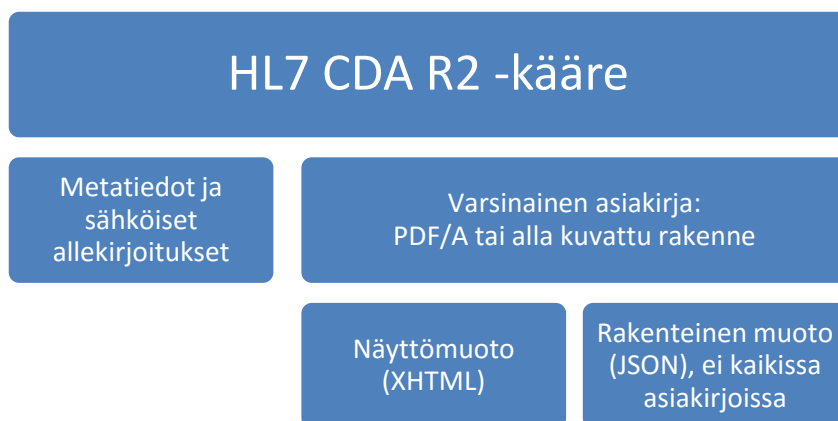 HL7 CDA R2 -kääre
Metatiedot ja
sähköiset
allekirjoitukset
Varsinainen asiakirja:
PDF/A tai alla kuvattu rakenne
Näyttömuoto
(XHTML)
Rakenteinen muoto
(JSON), ei kaikissa
asiakirjoissa